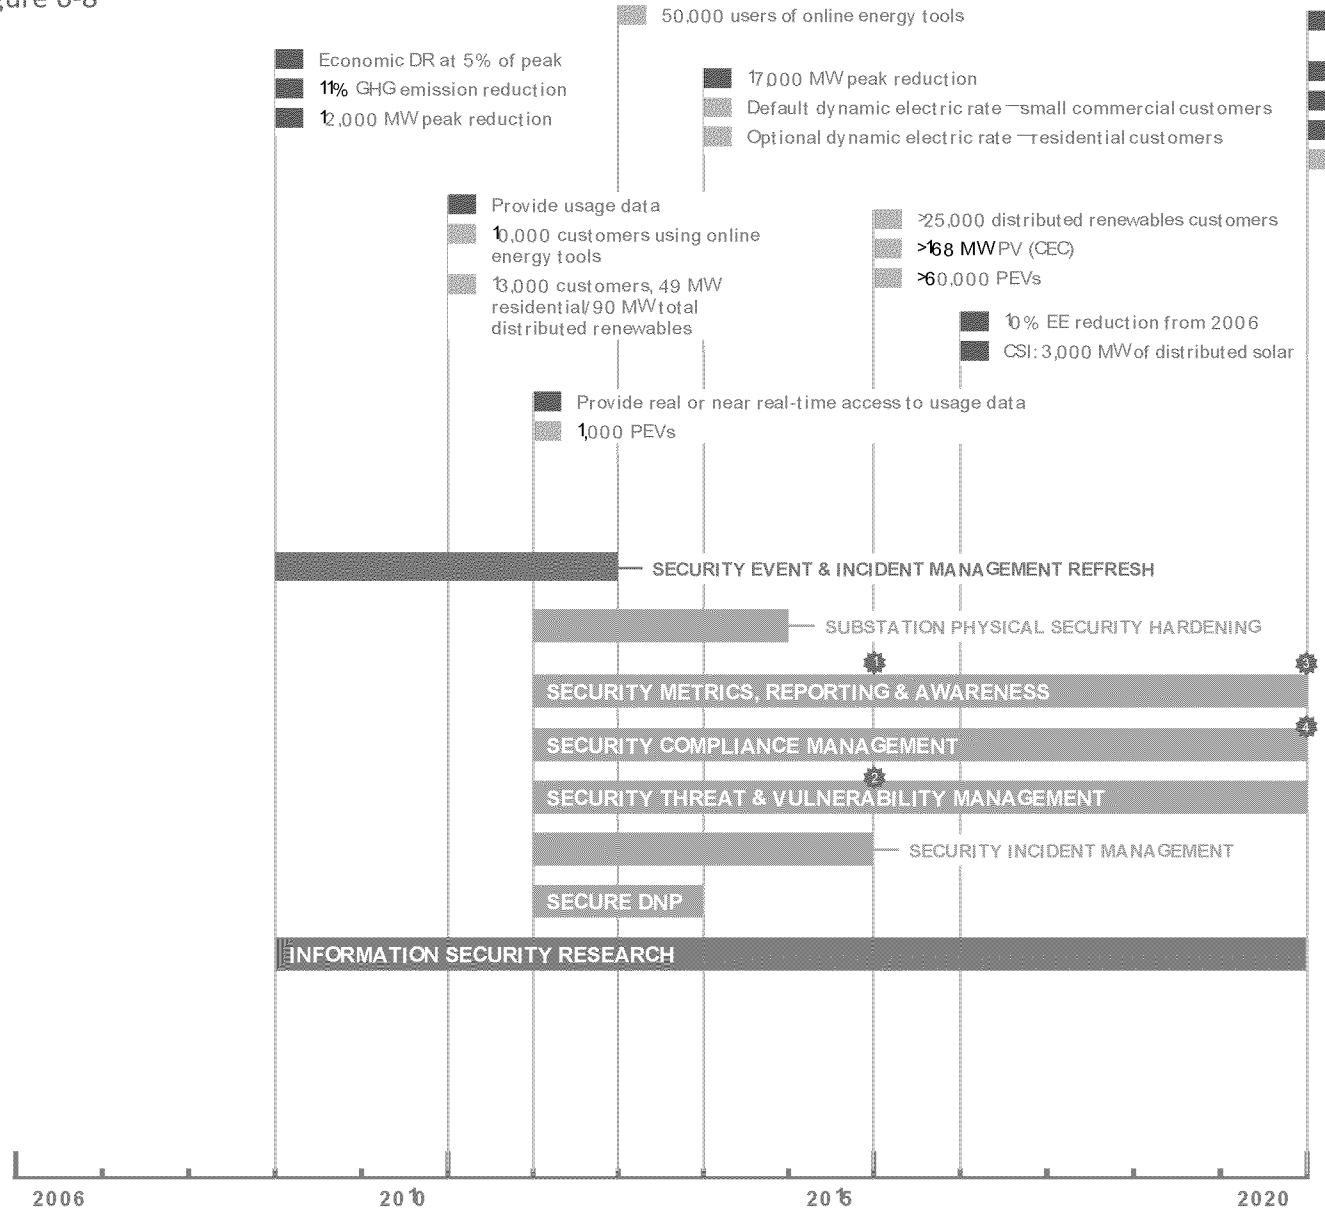 gure 6-8
50,000 users of online energy tools
Economic DR at 5% of peak
11% GHG emission reduction
12,000 MW peak reduction
17,000 MW peak reduction
Default dynamic electric rate—small commercial customers
Optional dynamic electric rate—residential customers
Provide usage data
10,000 customers using online
energy tools
13,000 customers, 49 MW
residential/90 MW total
distributed renewables
>25,000 distributed renewables customers
>168 MW PV (CEC)
>60,000 PEVs
10% EE reduction from 2006
CSI: 3,000 MW of distributed solar
Provide real or near real-time access to usage data
1,000 PEVs
SECURITY EVENT & INCIDENT MANAGEMENT REFRESH
SUBSTATION PHYSICAL SECURITY HARDENING
1
3
SECURITY METRICS, REPORTING & AWARENESS
4
SECURITY COMPLIANCE MANAGEMENT
2
SECURITY THREAT & VULNERABILITY MANAGEMENT
SECURITY INCIDENT MANAGEMENT
SECURE DNP
INFORMATION SECURITY RESEARCH
2006
2010
2015
2020